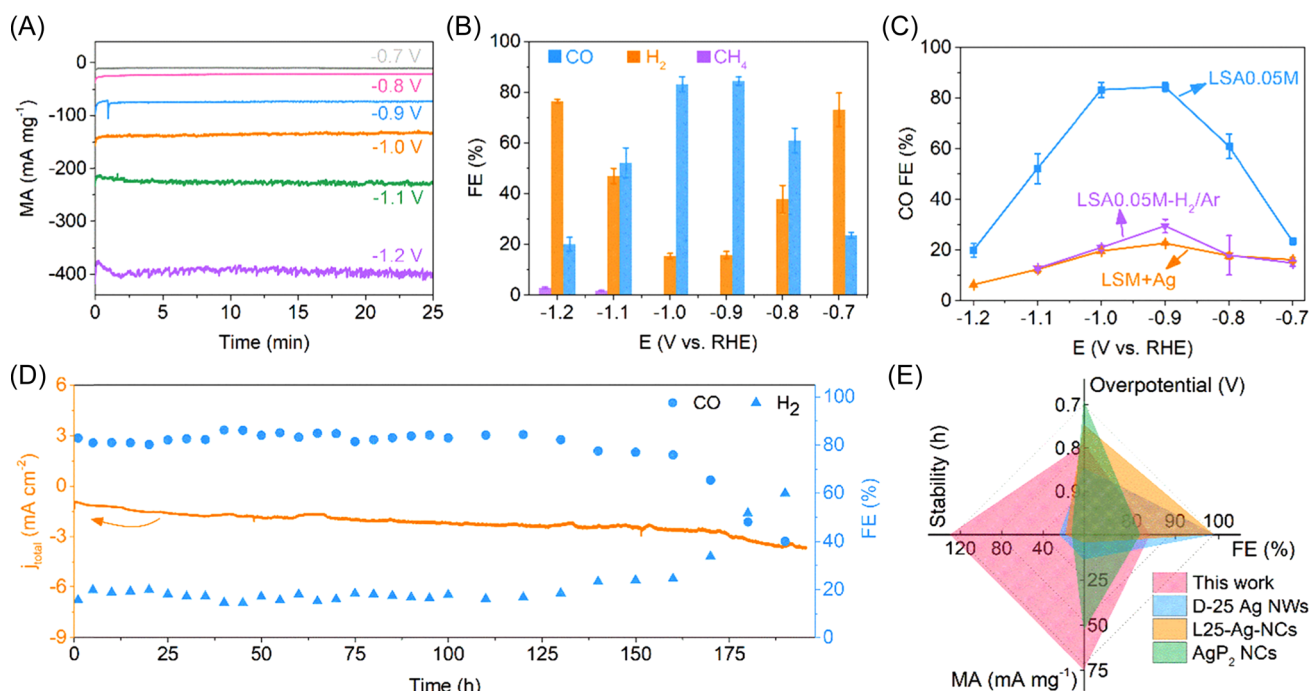 (A)
MA (mA mg⁻¹)
0
-100
-200
-300
-400
-0.7 V
-0.8 V
-0.9 V
-1.0 V
-1.1 V
-1.2 V
0 5 10 15 20 25
Time (min)
(B)
FE (%)
100
80
60
40
20
0
CO H₂ CH₄
-1.2 -1.1 -1.0 -0.9 -0.8 -0.7
E (V vs. RHE)
(C)
CO FE (%)
100
80
60
40
20
0
LSA0.05M
LSA0.05M-H₂/Ar
LSM+Ag
-1.2 -1.1 -1.0 -0.9 -0.8 -0.7
E (V vs. RHE)
(D)
j_total (mA cm⁻²)
6
3
0
-3
-6
-9
CO H₂
100
80
60
40
20
0
FE (%)
0 25 50 75 100 125 150 175
Time (h)
(E)
Overpotential (V)
0.7
0.8
0.9
Stability (h)
120 80 40
80 90 100
FE (%)
25
50
75
MA (mA mg⁻¹)
This work
D-25 Ag NWs
L25-Ag-NCs
AgP₂ NCs